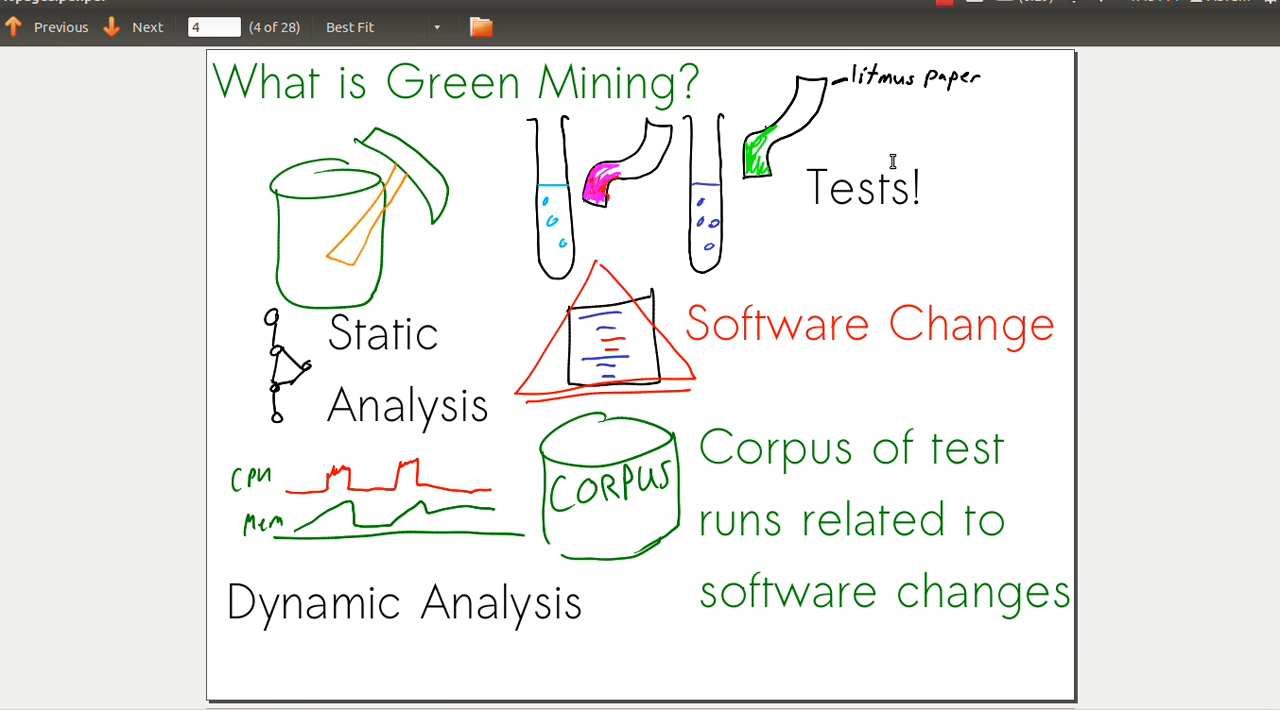 Previous Next 4 (4 of 28) Best Fit
What is Green Mining?
litmus paper
Tests!
Static
Analysis
Software Change
CPU
Mem
CORPUS
Corpus of test
runs related to
software changes
Dynamic Analysis